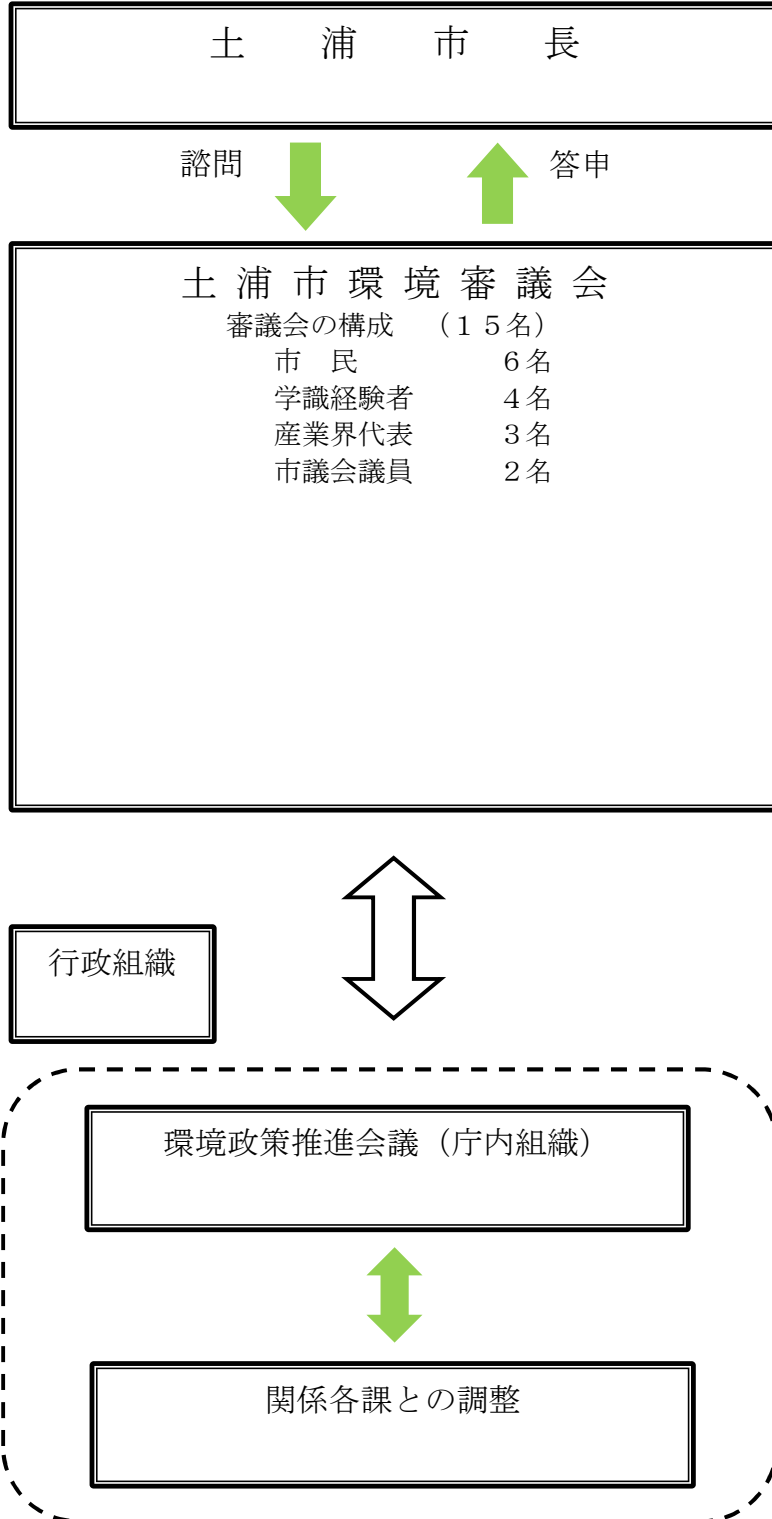 土浦市長
諮問 答申
土浦市環境審議会
審議会の構成 (15名)
市 民 6名
学識経験者 4名
産業界代表 3名
市議会議員 2名
行政組織
環境政策推進会議(庁内組織)
関係各課との調整